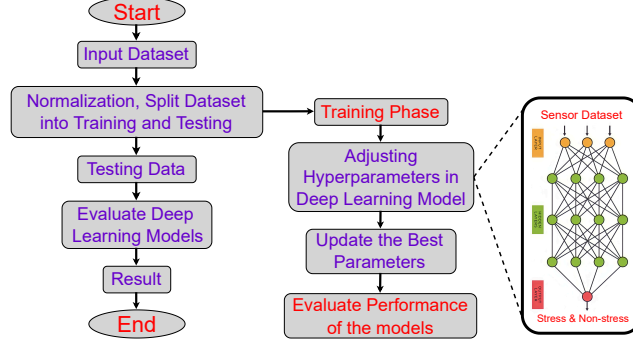 Start
Input Dataset
Normalization, Split Dataset
into Training and Testing
Testing Data
Evaluate Deep
Learning Models
Result
End
Training Phase
Adjusting
Hyperparameters in
Deep Learning Model
Update the Best
Parameters
Evaluate Performance
of the models
Sensor Dataset
Stress & Non-stress